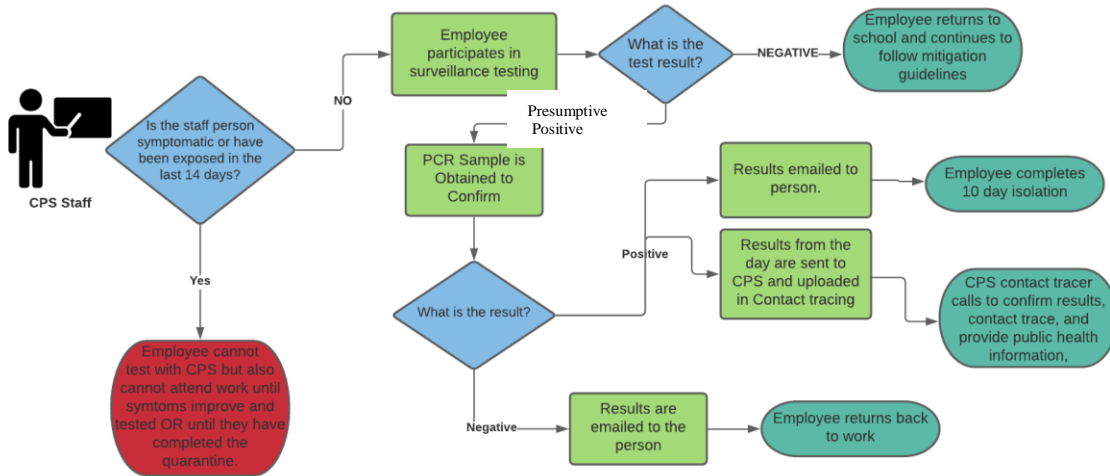 CPS Staff
Is the staff person
symptomatic or have
been exposed in the
last 14 days?
NO
Employee
participates in
surveillance testing
What is the
test result?
NEGATIVE
Employee returns to
school and continues to
follow mitigation
guidelines
Presumptive
Positive
PCR Sample is
Obtained to
Confirm
What is the result?
Positive
Results emailed to
person.
Employee completes
10 day isolation
Results from the
day are sent to
CPS and uploaded
in Contact tracing
CPS contact tracer
calls to confirm results,
contact trace, and
provide public health
information,
Yes
Employee cannot
test with CPS but also
cannot attend work until
symtoms improve and
tested OR until they have
completed the
quarantine.
Negative
Results are
emailed to the
person
Employee returns back
to work